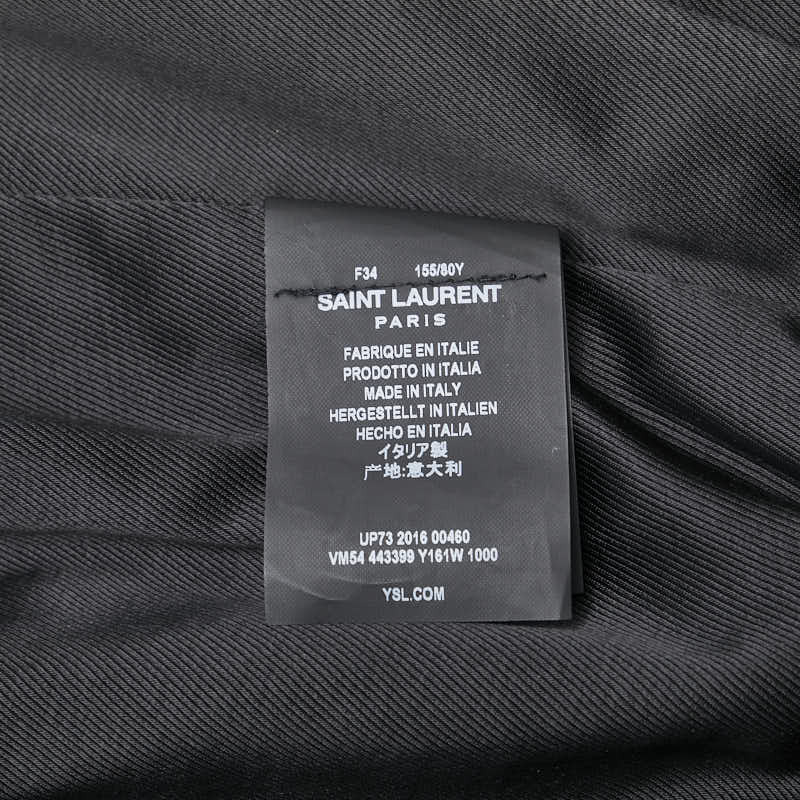 F34 155/80Y
SAINT LAURENT
PARIS
FABRIQUE EN ITALIE
PRODOTTO IN ITALIA
MADE IN ITALY
HERGESTELLT IN ITALIEN
HECHO EN ITALIA
イタリア製
产地:意大利
UP73 2016 00460
VM54 443399 Y161W 1000
YSL.COM